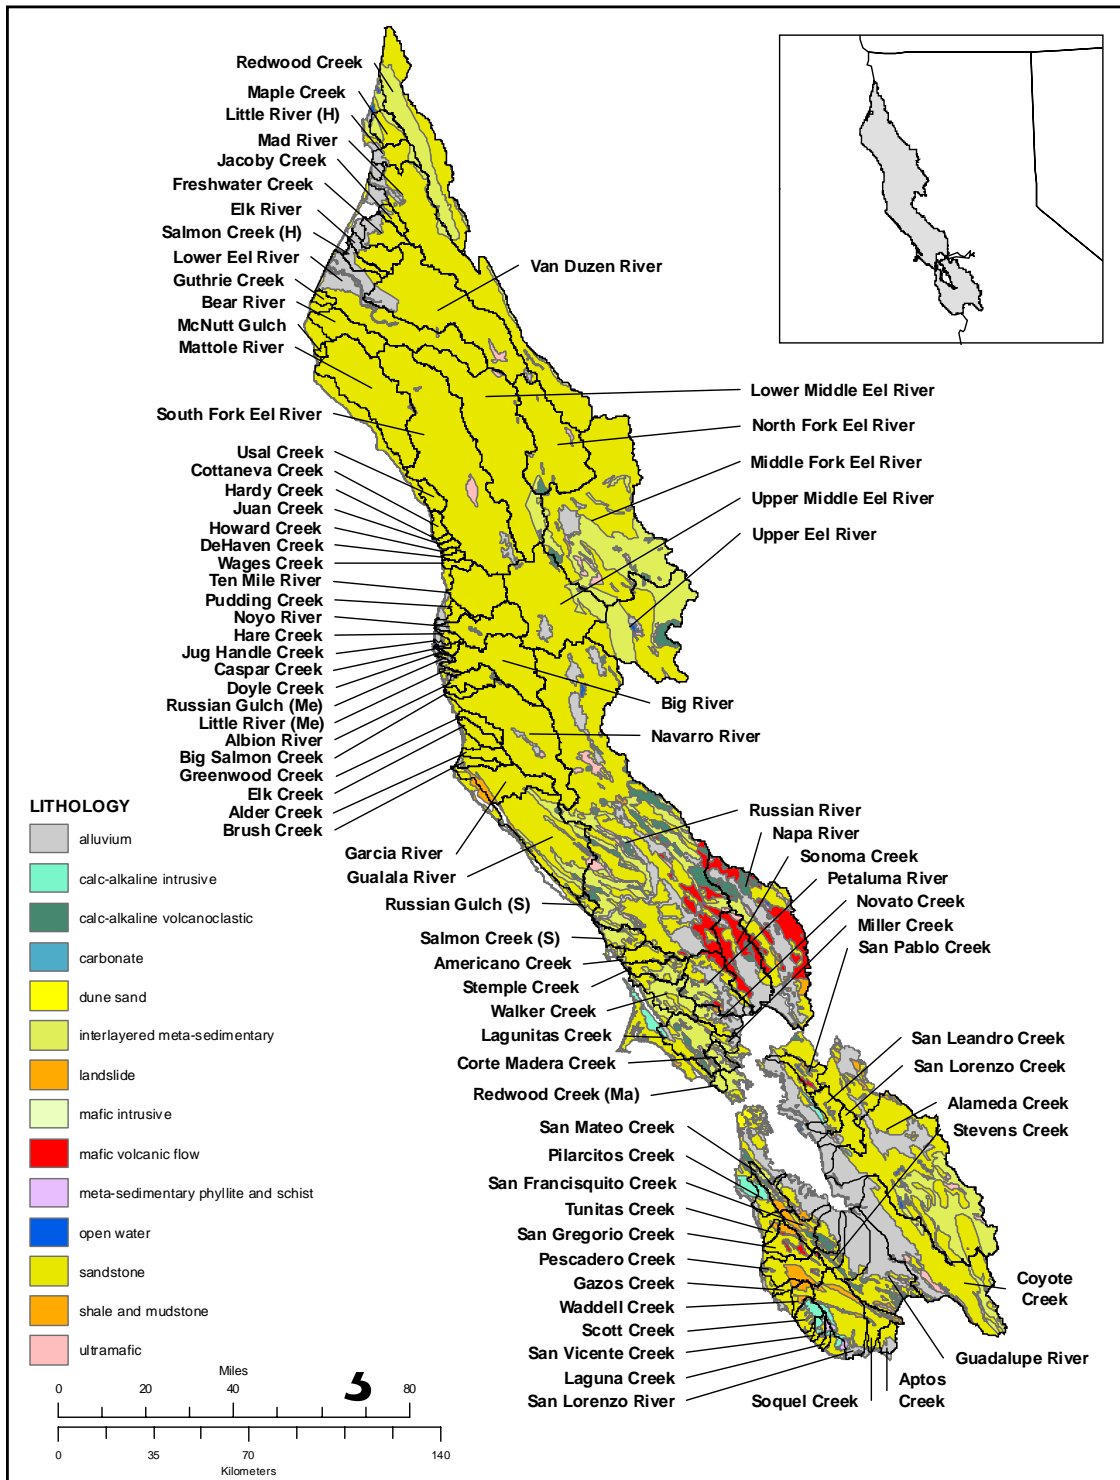 Redwood Creek
Maple Creek
Little River (H)
Mad River
Jacoby Creek
Freshwater Creek
Elk River
Salmon Creek (H)
Lower Eel River
Guthrie Creek
Bear River
McNutt Gulch
Mattole River
South Fork Eel River
Usal Creek
Cottaneva Creek
Hardy Creek
Juan Creek
Howard Creek
DeHaven Creek
Wages Creek
Ten Mile River
Pudding Creek
Noyo River
Hare Creek
Jug Handle Creek
Caspar Creek
Doyle Creek
Russian Gulch (Me)
Little River (Me)
Albion River
Big Salmon Creek
Greenwood Creek
Elk Creek
Alder Creek
Brush Creek
Garcia River
Gualala River
Russian Gulch (S)
Salmon Creek (S)
Americano Creek
Stemple Creek
Walker Creek
Lagunitas Creek
Corte Madera Creek
Redwood Creek (Ma)
San Mateo Creek
Pilarcitos Creek
San Francisquito Creek
Tunitas Creek
San Gregorio Creek
Pescadero Creek
Gazos Creek
Waddell Creek
Scott Creek
San Vicente Creek
Laguna Creek
San Lorenzo River
Van Duzen River
Lower Middle Eel River
North Fork Eel River
Middle Fork Eel River
Upper Middle Eel River
Upper Eel River
Big River
Navarro River
Russian River
Napa River
Sonoma Creek
Petaluma River
Novato Creek
Miller Creek
San Pablo Creek
San Leandro Creek
San Lorenzo Creek
Alameda Creek
Stevens Creek
Coyote
Creek
Guadalupe River
Aptos
Creek
Soquel Creek
LITHOLOGY
alluvium
calc-alkaline intrusive
calc-alkaline volcanoclastic
carbonate
dune sand
interlayered meta-sedimentary
landslide
mafic intrusive
mafic volcanic flow
meta-sedimentary phyllite and schist
open water
sandstone
shale and mudstone
ultramafic
Miles
0 20 40 80
0 35 70 140
Kilometers